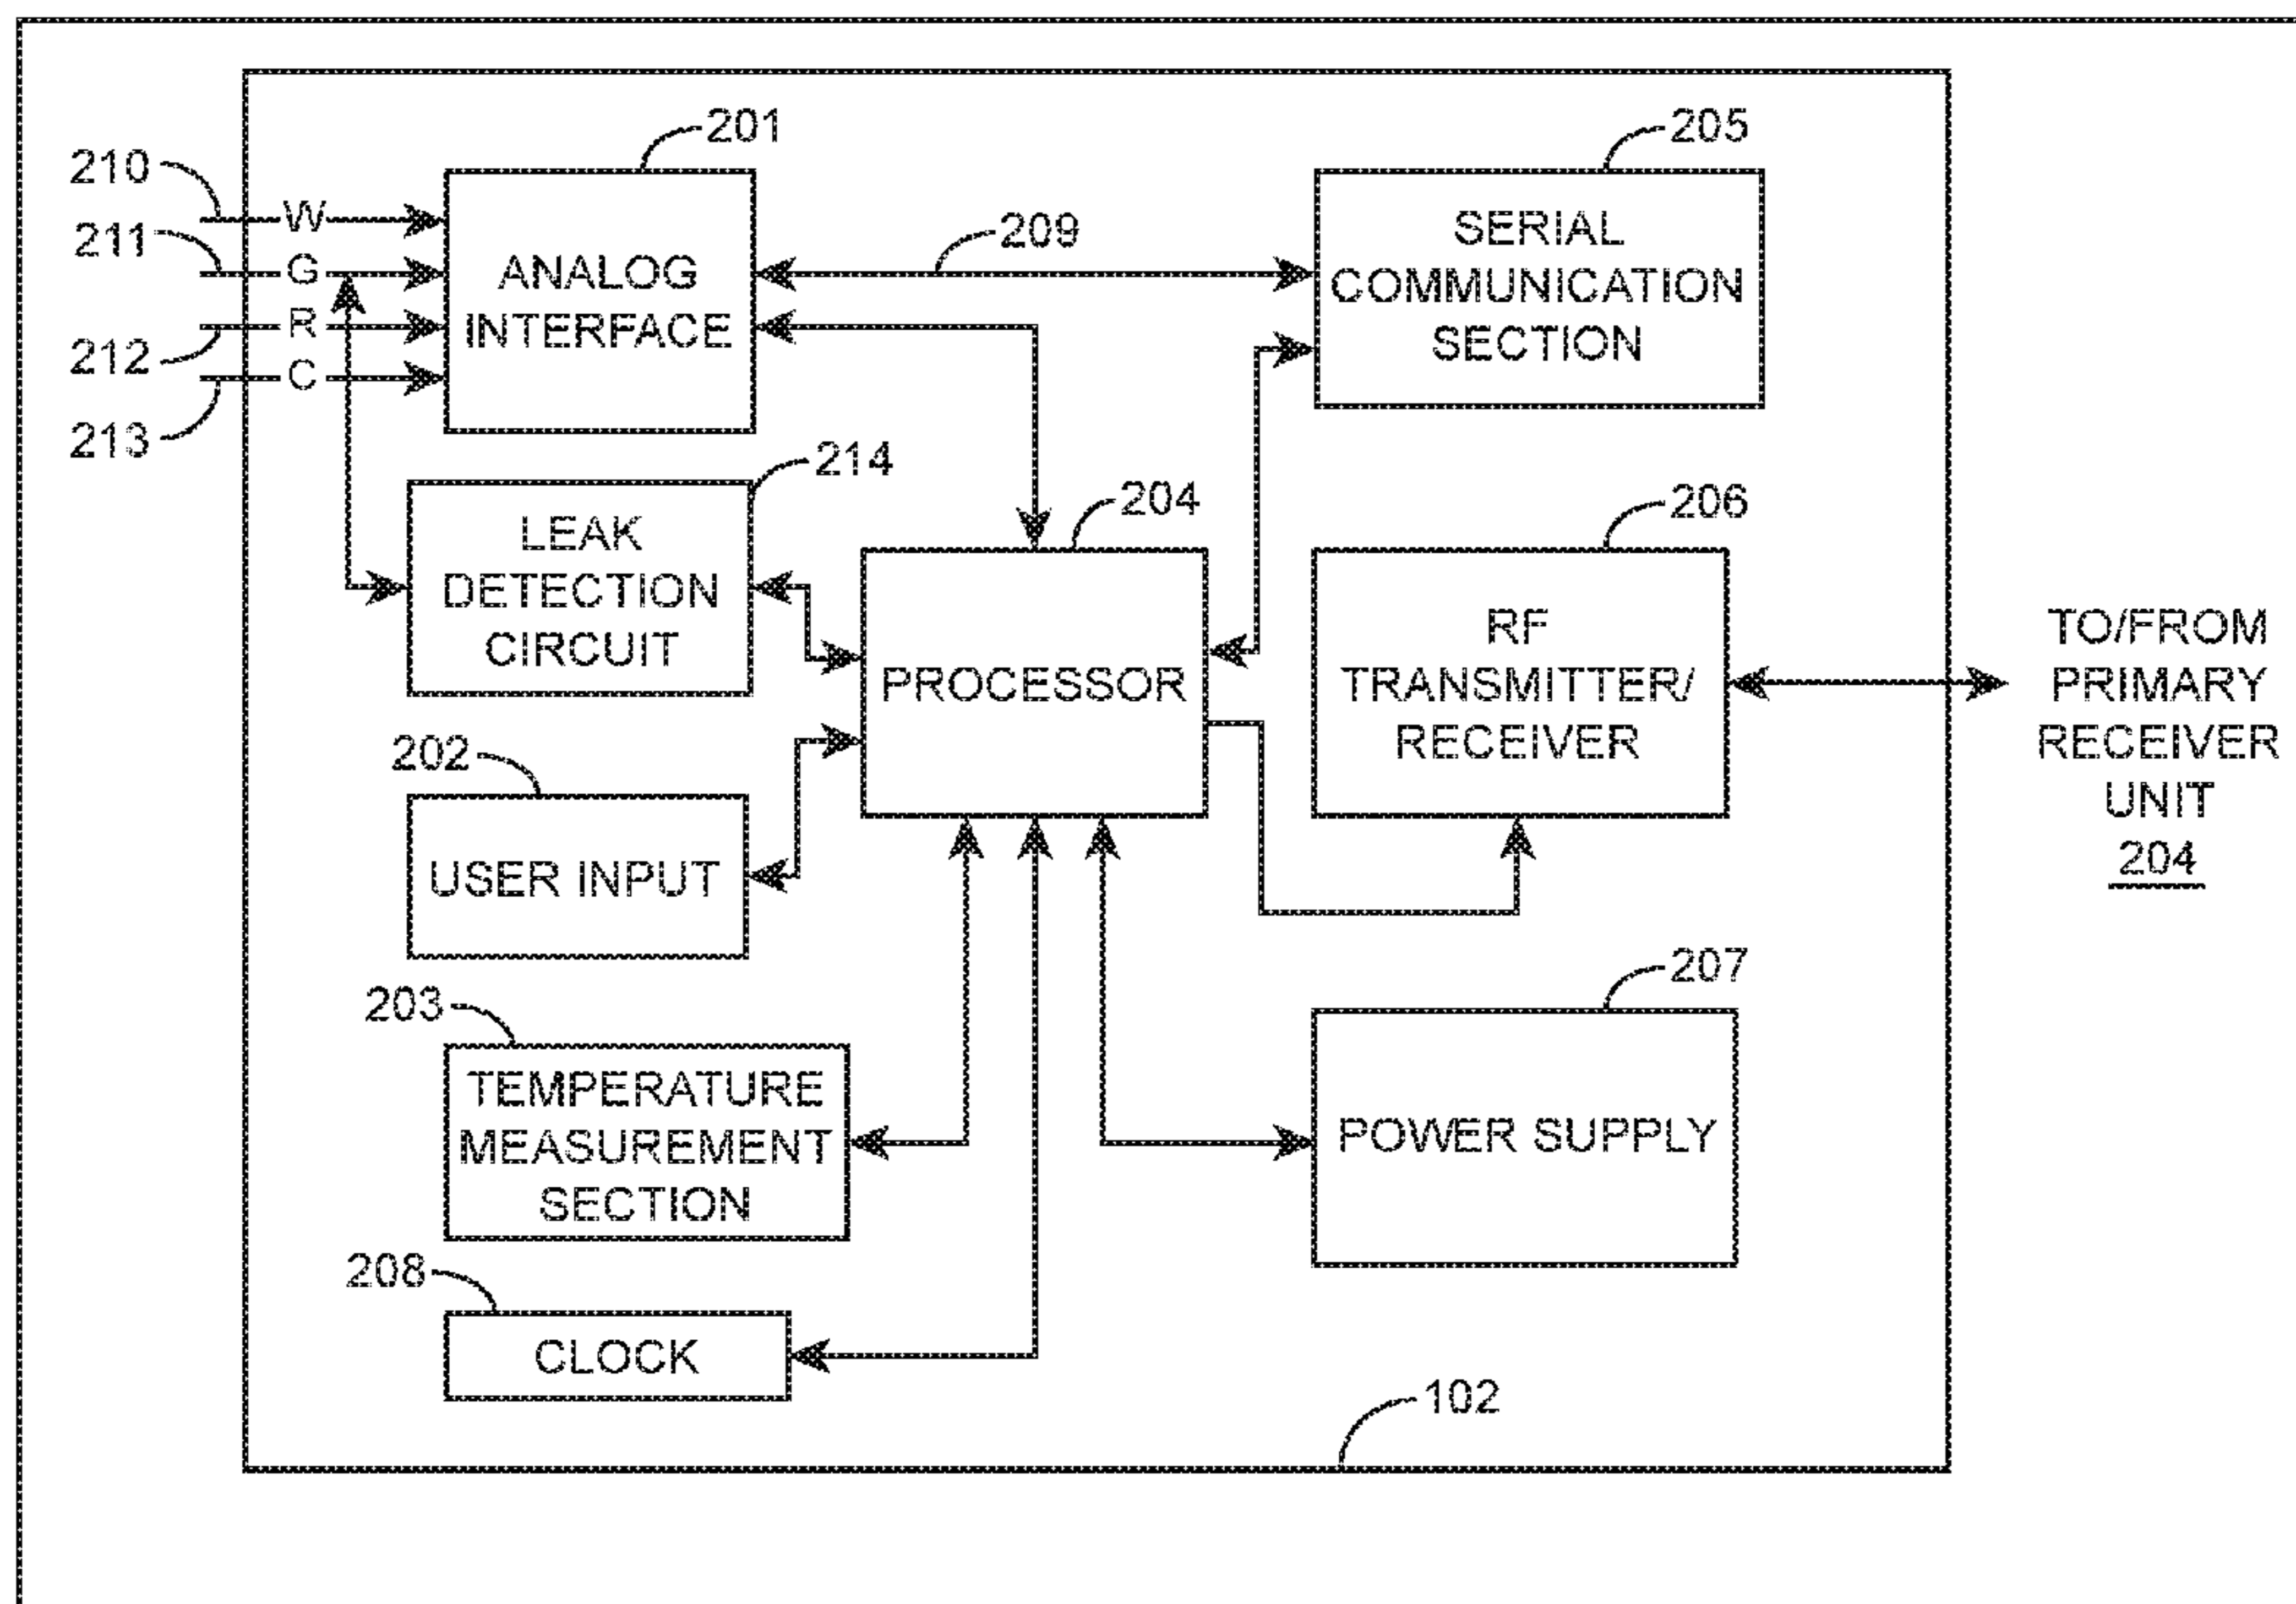 201
205
210
W
211
G
209
R
212
C
213
ANALOG
INTERFACE
SERIAL
COMMUNICATION
SECTION
214
LEAK
DETECTION
CIRCUIT
204
206
PROCESSOR
RF
TRANSMITTER/
RECEIVER
TO/FROM
PRIMARY
RECEIVER
UNIT
204
202
USER INPUT
207
203
TEMPERATURE
MEASUREMENT
SECTION
POWER SUPPLY
208
CLOCK
102